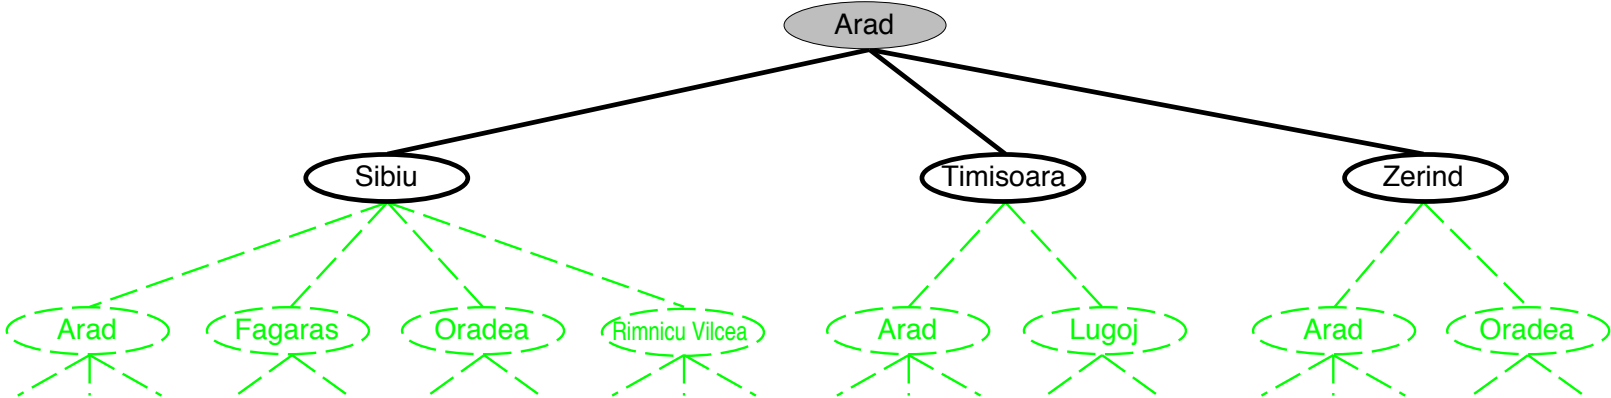 Arad
Sibiu
Timisoara
Zerind
Arad
Fagaras
Oradea
Rimnicu Vilcea
Arad
Lugoj
Arad
Oradea